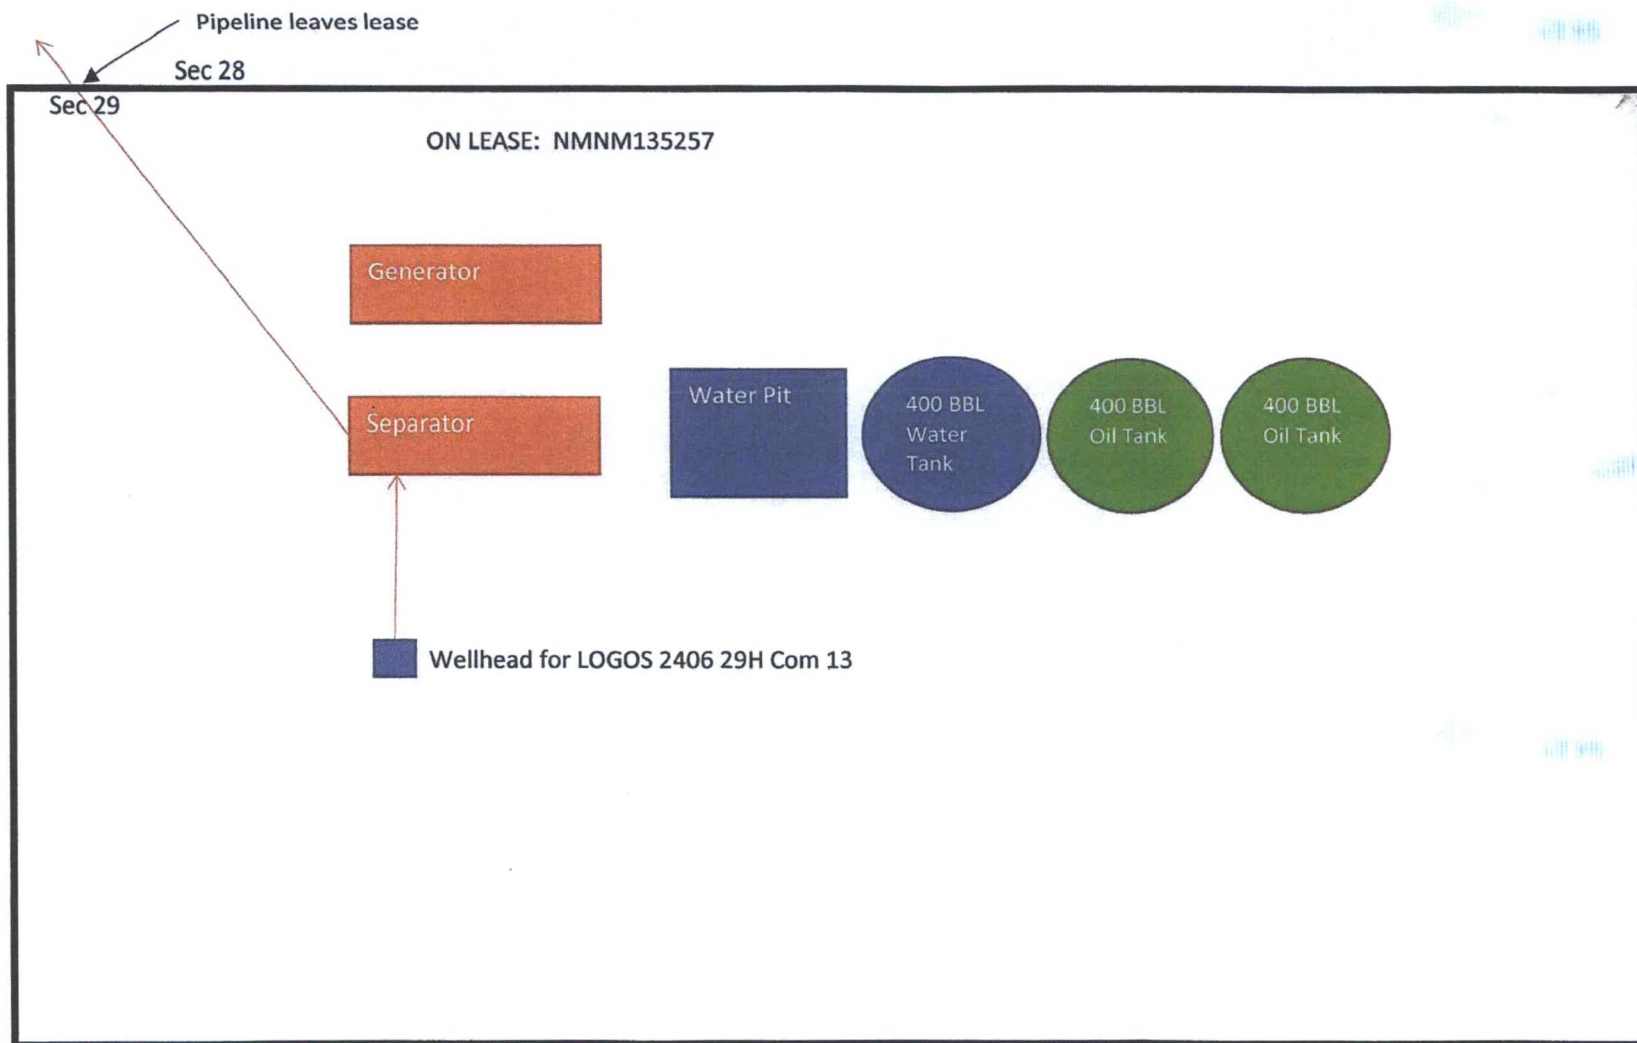 Pipeline leaves lease
Sec 28
Sec 29
ON LEASE: NMNM135257
Generator
Separator
Water Pit
400 BBL
Water
Tank
400 BBL
Oil Tank
400 BBL
Oil Tank
Wellhead for LOGOS 2406 29H Com 13